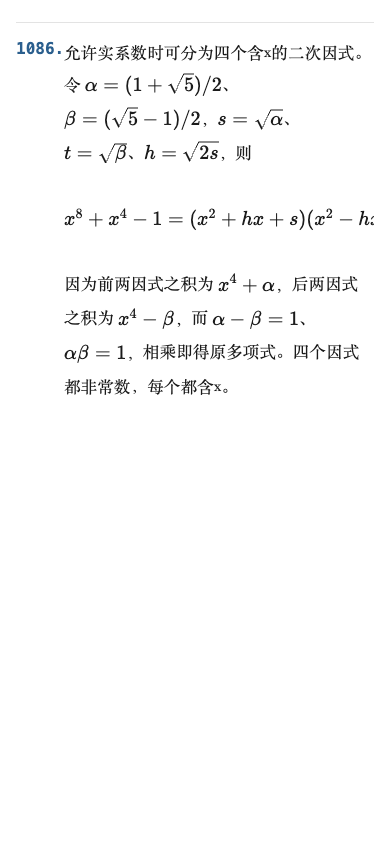 1086. 允许实系数时可分为四个含x的二次因式。
令 α = (1 + √5)/2、
β = (√5 − 1)/2，s = √α、
t = √β、h = √2s，则
x⁸ + x⁴ − 1 = (x² + hx + s)(x² − h
因为前两因式之积为 x⁴ + α，后两因式
之积为 x⁴ − β，而 α − β = 1、
αβ = 1，相乘即得原多项式。四个因式
都非常数，每个都含x。